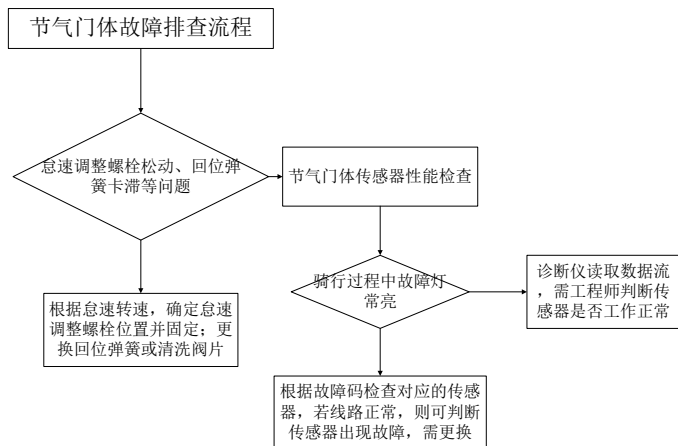 节气门体故障排查流程
怠速调整螺栓松动、回位弹
簧卡滞等问题
节气门体传感器性能检查
骑行过程中故障灯
常亮
诊断仪读取数据流
，需工程师判断传
感器是否工作正常
根据怠速转速，确定怠速
调整螺栓位置并固定；更
换回位弹簧或清洗阀片
根据故障码检查对应的传感
器，若线路正常，则可判断
传感器出现故障，需更换